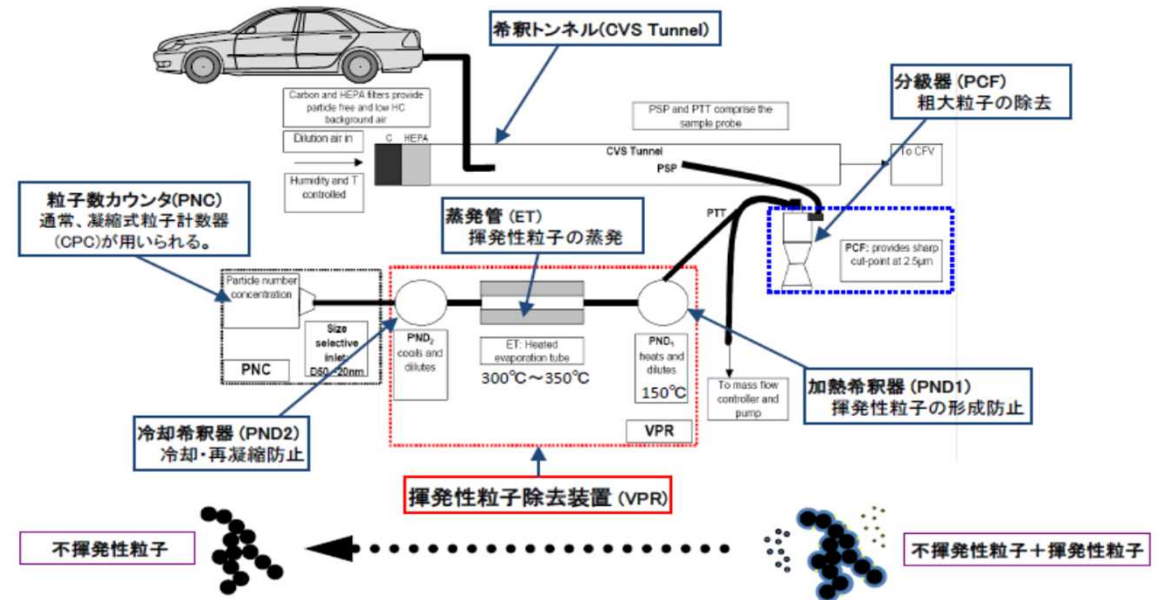 希釈トンネル(CVS Tunnel)
Carbon and HEPA filters provide
particle free and low HC
background air
Dilution air in
C HEPA
Humidity and T
controlled
PSP and PTT comprise the
sample probe
CVS Tunnel
PSP
To CFV
分級器 (PCF)
粗大粒子の除去
PCF: provides sharp
cut-point at 2.5μm
PTT
粒子数カウンタ(PNC)
通常、凝縮式粒子計数器
(CPC)が用いられる。
蒸発管 (ET)
揮発性粒子の蒸発
Particle number
concentration
Size
selective
inlet:
D50~20nm
PNC
PND2
cools and
dilutes
ET: Heated
evaporation tube
300℃～350℃
PND1
heats and
dilutes
150℃
VPR
To mass flow
controller and
pump
加熱希釈器 (PND1)
揮発性粒子の形成防止
冷却希釈器 (PND2)
冷却・再凝縮防止
揮発性粒子除去装置 (VPR)
不揮発性粒子
不揮発性粒子＋揮発性粒子